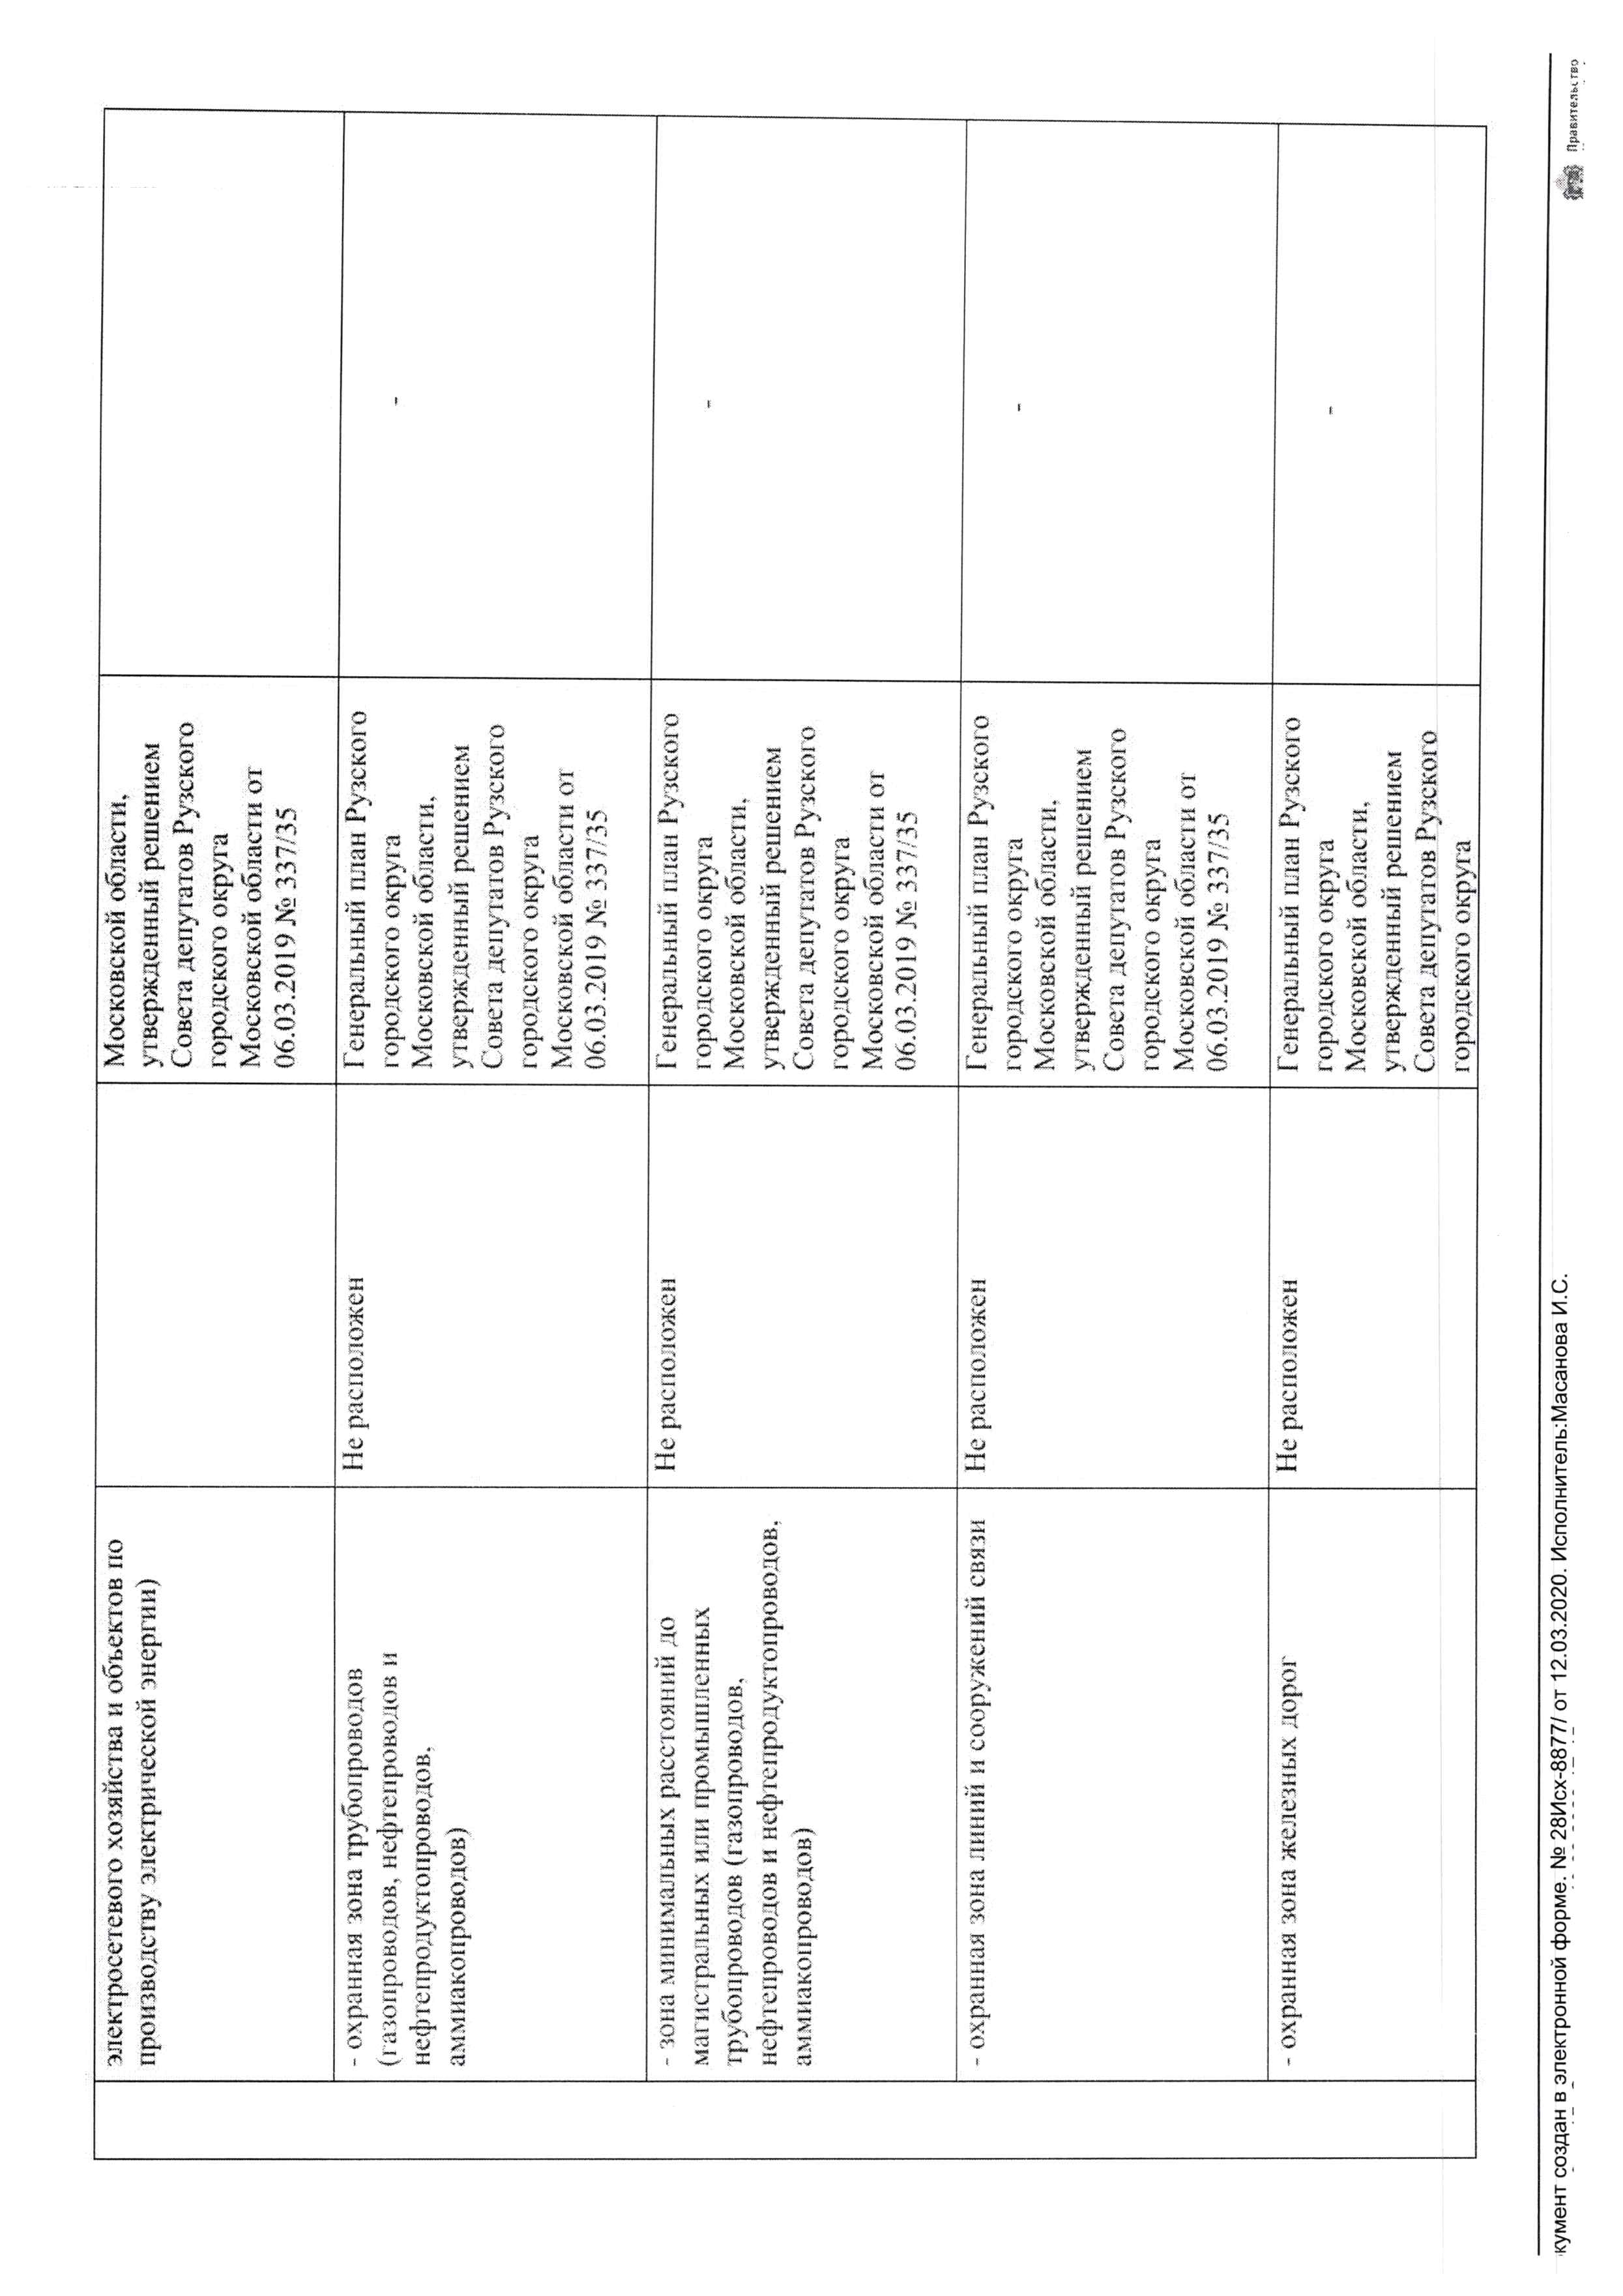 электросетевого хозяйства и объектов по
производству электрической энергии)
Московской области,
утвержденный решением
Совета депутатов Рузского
городского округа
Московской области от
06.03.2019 № 337/35
- охранная зона трубопроводов
(газопроводов, нефтепроводов и
нефтепродуктопроводов,
аммиакопроводов)
Не расположен
Генеральный план Рузского
городского округа
Московской области,
утвержденный решением
Совета депутатов Рузского
городского округа
Московской области от
06.03.2019 № 337/35
-
- зона минимальных расстояний до
магистральных или промышленных
трубопроводов (газопроводов,
нефтепроводов и нефтепродуктопроводов,
аммиакопроводов)
Не расположен
Генеральный план Рузского
городского округа
Московской области,
утвержденный решением
Совета депутатов Рузского
городского округа
Московской области от
06.03.2019 № 337/35
-
- охранная зона линий и сооружений связи
Не расположен
Генеральный план Рузского
городского округа
Московской области,
утвержденный решением
Совета депутатов Рузского
городского округа
Московской области от
06.03.2019 № 337/35
-
- охранная зона железных дорог
Не расположен
Генеральный план Рузского
городского округа
Московской области,
утвержденный решением
Совета депутатов Рузского
городского округа
-
кумент создан в электронной форме. № 28Исх-8877/ от 12.03.2020. Исполнитель:Масанова И.С.
Правительство